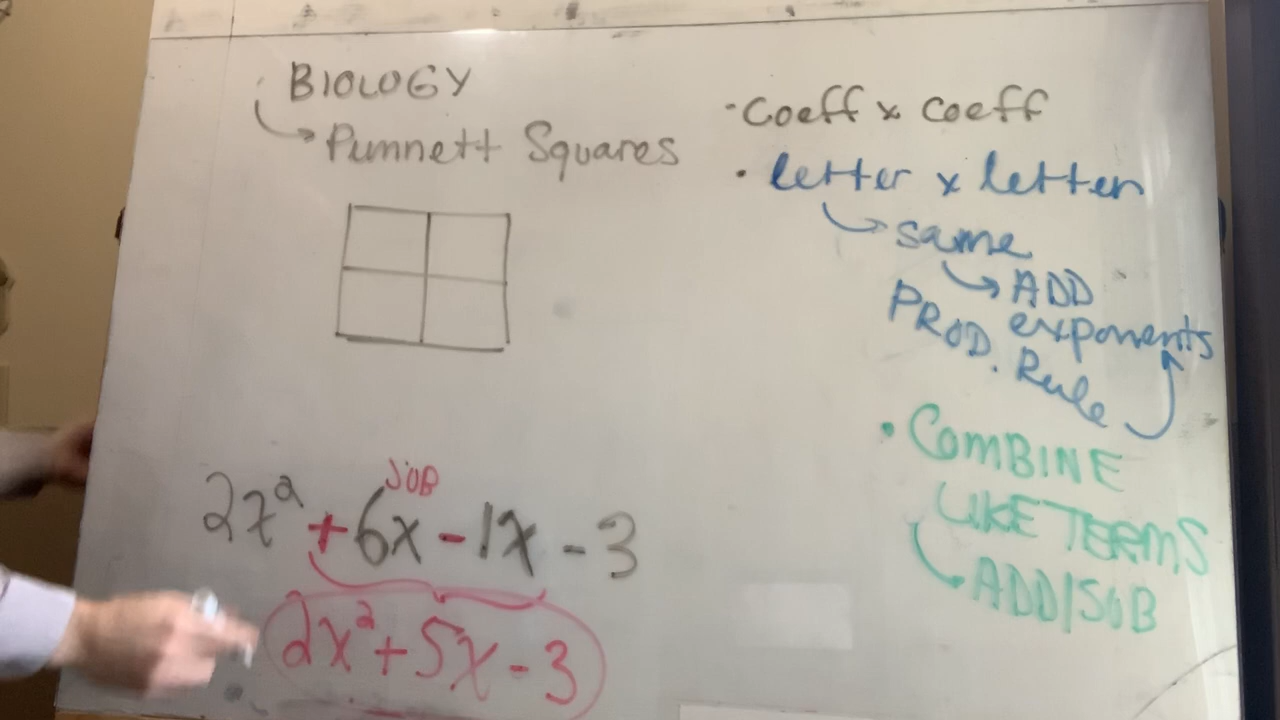 BIOLOGY
Punnett Squares
· Coeff x coeff
· letter x letter
same
ADD
exponents
PROD. Rule
· COMBINE
LIKE TERMS
ADD/SUB
SUB
2x² + 6x - 1x - 3
2x² + 5x - 3